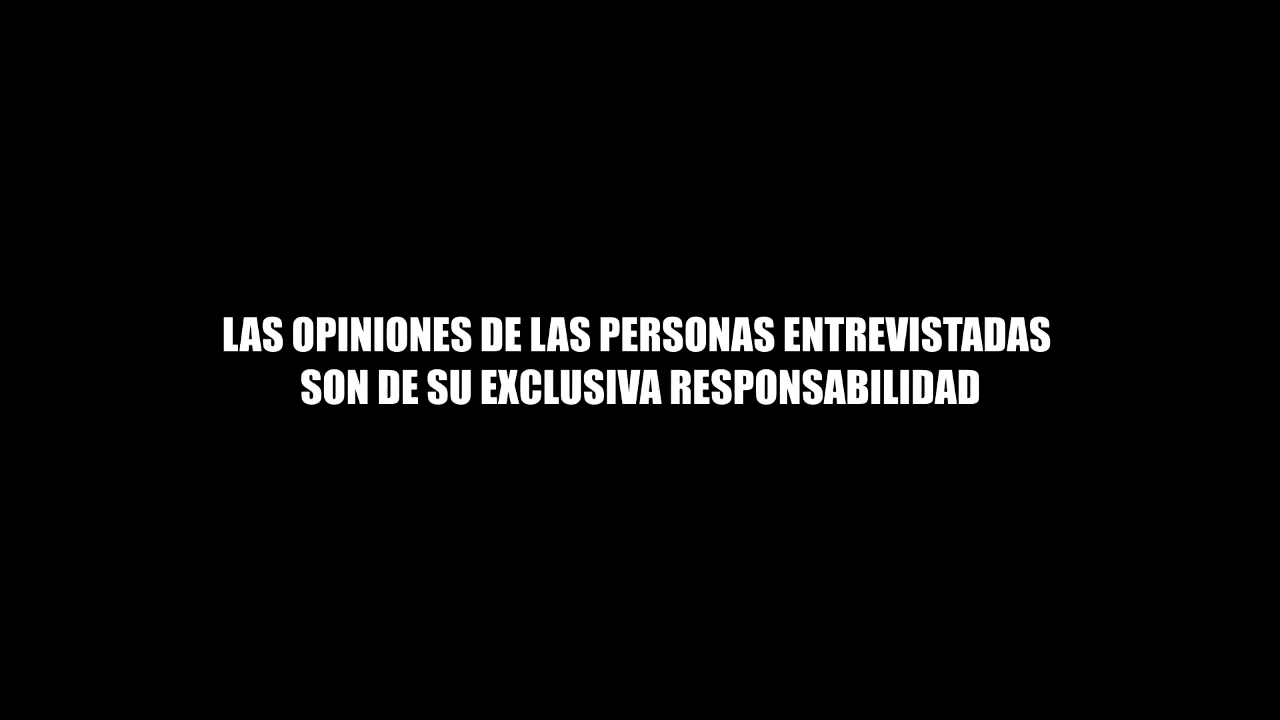 LAS OPINIONES DE LAS PERSONAS ENTREVISTADAS
SON DE SU EXCLUSIVA RESPONSABILIDAD